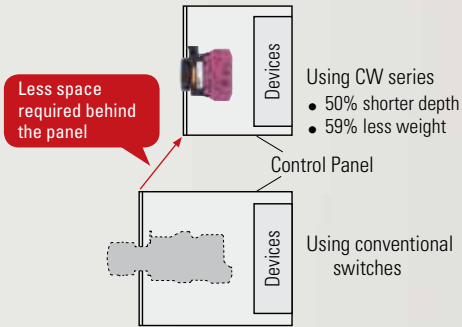 Less space
required behind
the panel
Devices
Using CW series
● 50% shorter depth
● 59% less weight
Control Panel
Devices
Using conventional
switches